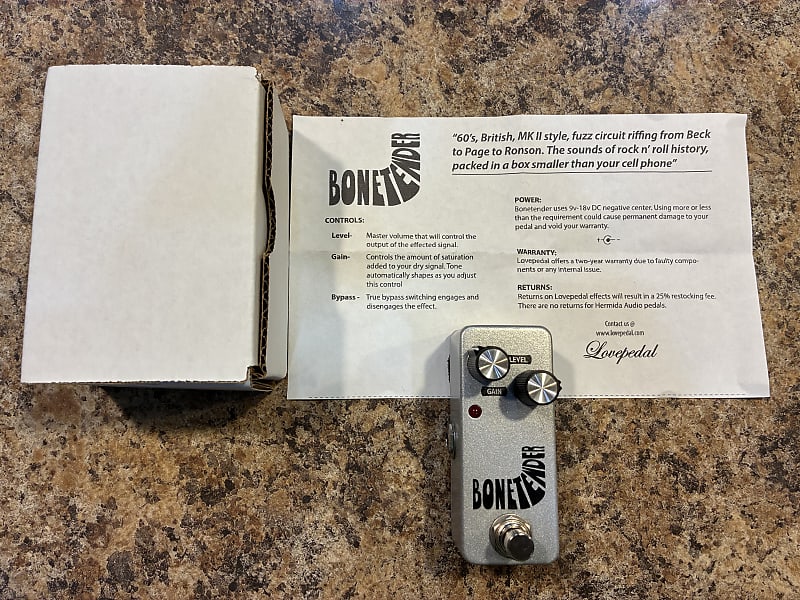 BONETENDER
"60's, British, MK II style, fuzz circuit riffing from Beck
to Page to Ronson. The sounds of rock n' roll history,
packed in a box smaller than your cell phone"
CONTROLS:
Level- Master volume that will control the
output of the effected signal.
Gain- Controls the amount of saturation
added to your dry signal. Tone
automatically shapes as you adjust
this control
Bypass - True bypass switching engages and
disengages the effect.
POWER:
Bonetender uses 9v-18v DC negative center. Using more or less
than the requirement could cause permanent damage to your
pedal and void your warranty.
WARRANTY:
Lovepedal offers a two-year warranty due to faulty compo-
nents or any internal issue.
RETURNS:
Returns on Lovepedal effects will result in a 25% restocking fee.
There are no returns for Hermida Audio pedals.
Contact us @
www.lovepedal.com
Lovepedal
LEVEL
GAIN
BONETENDER